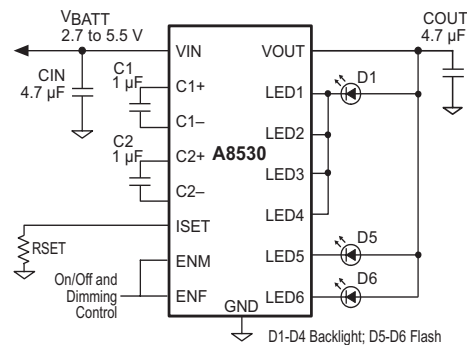 VBATT
2.7 to 5.5 V
CIN
4.7 µF
C1
1 µF
C2
1 µF
RSET
On/Off and
Dimming
Control
VIN
C1+
C1–
C2+
C2–
ISET
ENM
ENF
A8530
GND
VOUT
LED1
LED2
LED3
LED4
LED5
LED6
COUT
4.7 µF
D1
D5
D6
D1-D4 Backlight; D5-D6 Flash